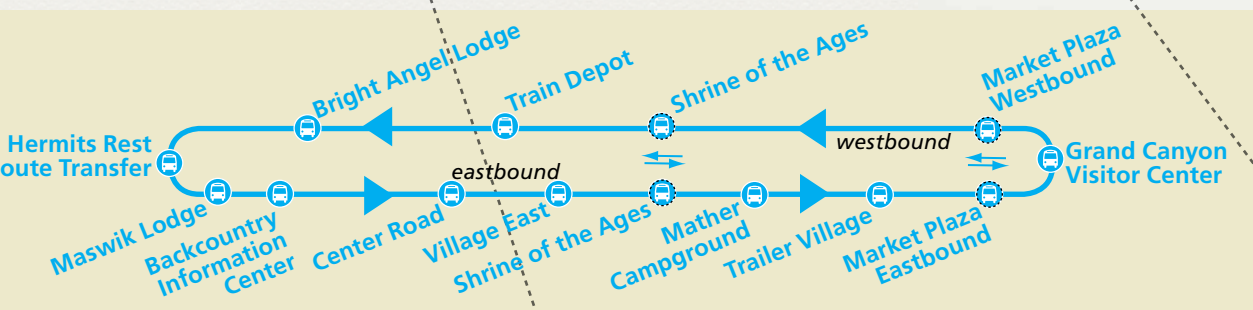 Bright Angel Lodge
Train Depot
Shrine of the Ages
Market Plaza
Westbound
westbound
Hermits Rest
oute Transfer
Grand Canyon
Visitor Center
eastbound
Maswik Lodge
Backcountry
Information
Center
Center Road
Village East
Shrine of the Ages
Mather
Campground
Trailer Village
Market Plaza
Eastbound